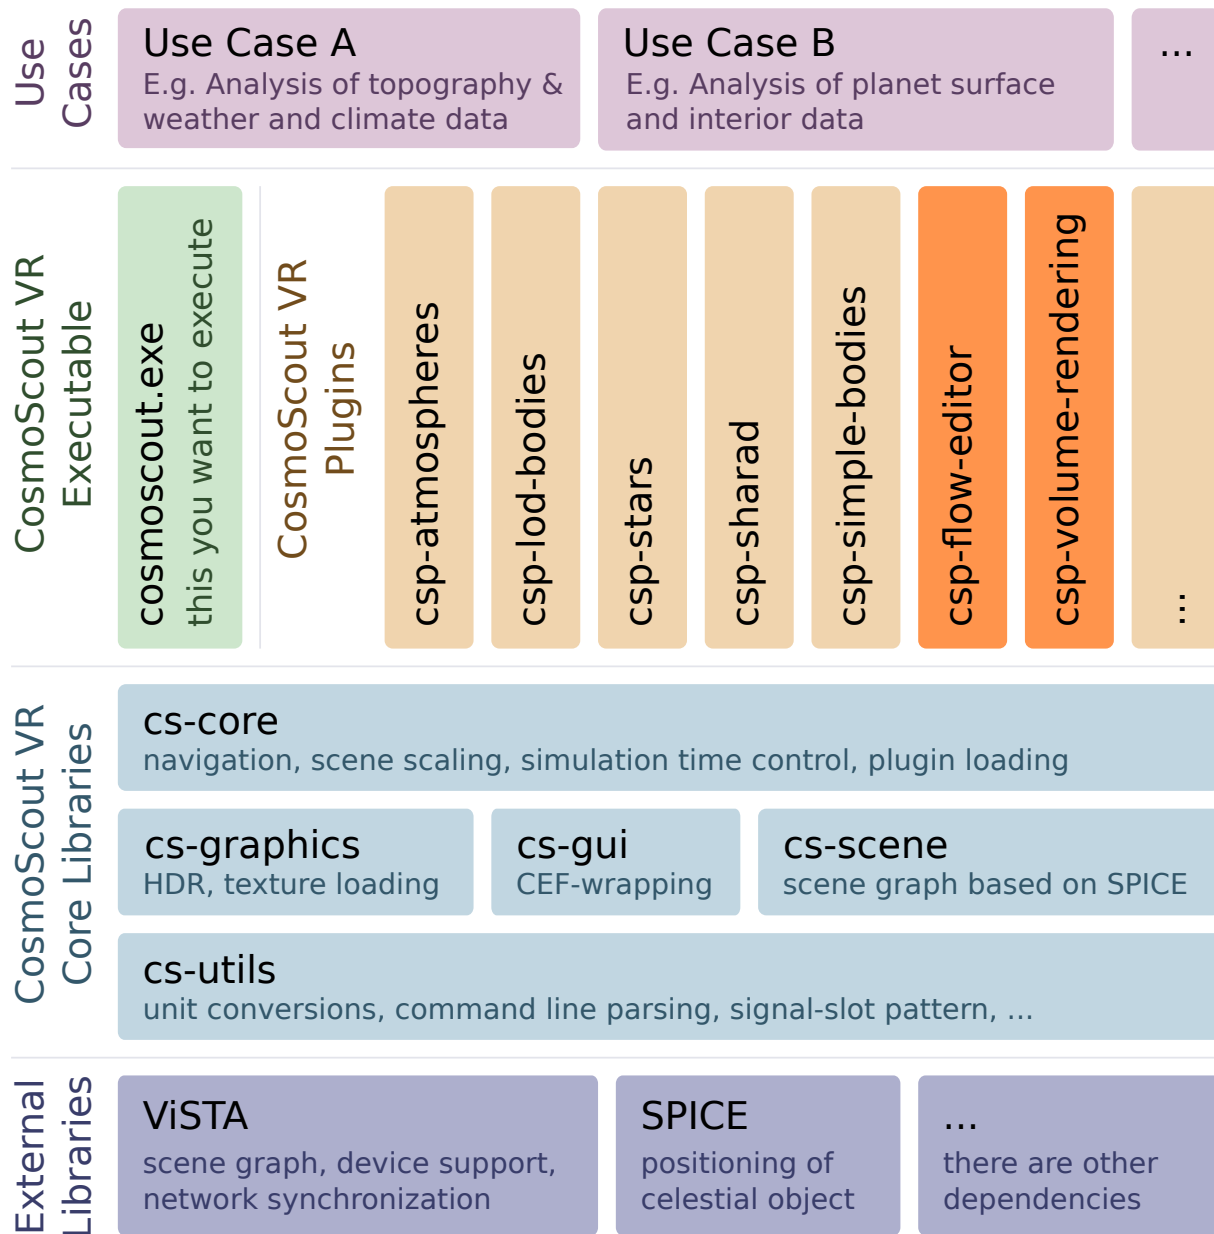 Use
Cases
Use Case A
E.g. Analysis of topography &
weather and climate data
Use Case B
E.g. Analysis of planet surface
and interior data
...
CosmoScout VR
Executable
cosmoscout.exe
this you want to execute
CosmoScout VR
Plugins
csp-atmospheres
csp-lod-bodies
csp-stars
csp-sharad
csp-simple-bodies
csp-flow-editor
csp-volume-rendering
...
CosmoScout VR
Core Libraries
cs-core
navigation, scene scaling, simulation time control, plugin loading
cs-graphics
HDR, texture loading
cs-gui
CEF-wrapping
cs-scene
scene graph based on SPICE
cs-utils
unit conversions, command line parsing, signal-slot pattern, ...
External
Libraries
ViSTA
scene graph, device support,
network synchronization
SPICE
positioning of
celestial object
...
there are other
dependencies